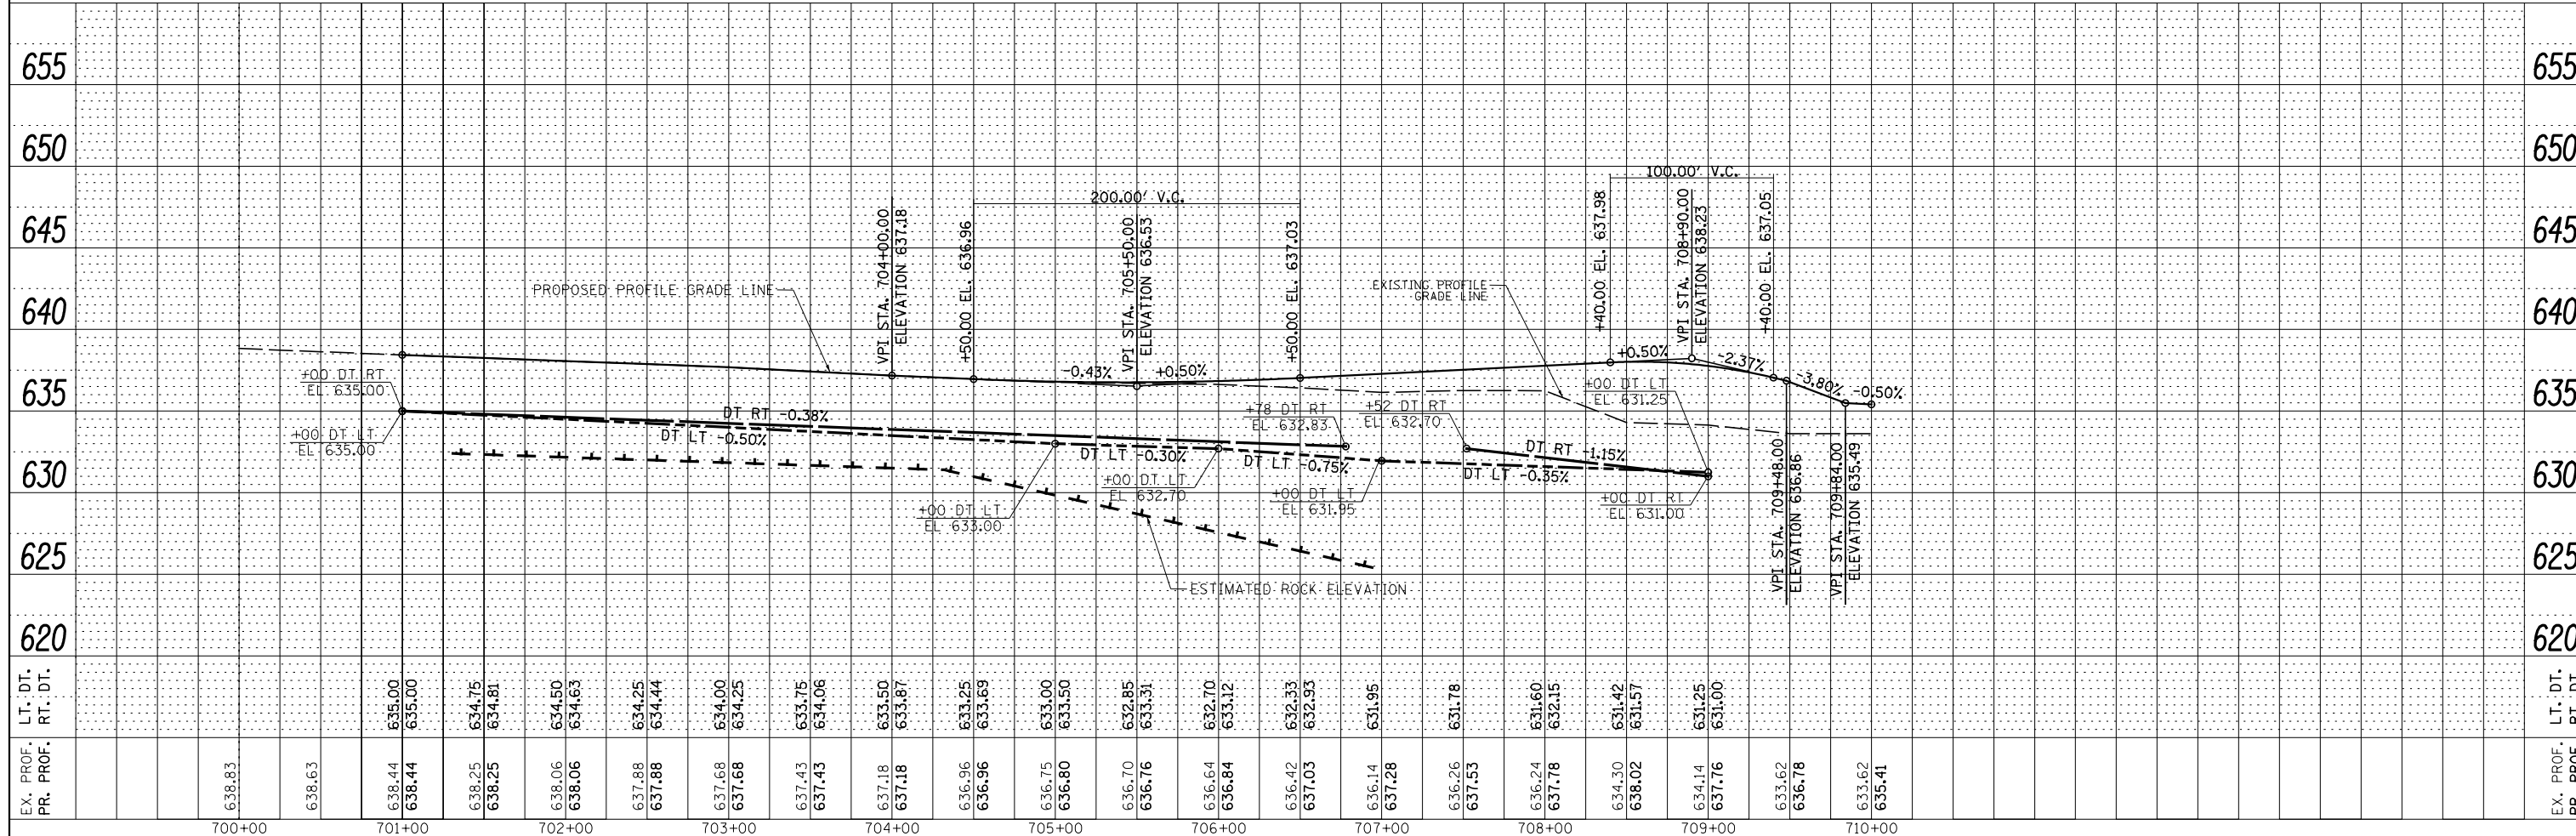 655 655
650 650
645 645
640 640
635 635
630 630
625 625
620 620
200.00' V.C.
100.00' V.C.
VPI STA. 704+00.00
ELEVATION 637.18
+50.00 EL. 636.96
VPI STA. 705+50.00
ELEVATION 636.53
+50.00 EL. 637.03
+40.00 EL. 637.98
VPI STA. 708+90.00
ELEVATION 638.23
+40.00 EL. 637.05
PROPOSED PROFILE GRADE LINE
EXISTING PROFILE
GRADE LINE
-0.43%
+0.50%
+0.50%
-2.37%
-3.80%
-0.50%
+00 DT RT
EL 635.00
+00 DT LT
EL 635.00
DT RT -0.38%
DT LT -0.50%
+00 DT LT
EL 633.00
DT LT -0.30%
+00 DT LT
EL 632.70
+78 DT RT
EL 632.83
DT LT -0.75%
+00 DT LT
EL 631.95
+52 DT RT
EL 632.70
DT RT -1.15%
DT LT -0.35%
+00 DT LT
EL 631.25
+00 DT RT
EL 631.00
VPI STA. 709+48.00
ELEVATION 636.86
VPI STA. 709+84.00
ELEVATION 635.49
ESTIMATED ROCK ELEVATION
LT. DT. 635.00 634.75 634.50 634.25 634.00 633.75 633.50 633.25 633.00 632.85 632.70 632.33 631.95 631.78 631.60 631.42 631.25 LT. DT.
RT. DT. 635.00 634.81 634.63 634.44 634.25 634.06 633.87 633.69 633.50 633.31 633.12 632.93 632.15 631.57 631.00 RT. DT.
EX. PROF. 638.83 638.63 638.44 638.25 638.06 637.88 637.68 637.43 637.18 636.96 636.75 636.70 636.64 636.42 636.14 636.26 636.24 634.30 634.14 633.62 633.62 EX. PROF.
PR. PROF. 638.44 638.25 638.06 637.88 637.68 637.43 637.18 636.96 636.80 636.76 636.84 637.03 637.28 637.53 637.78 638.02 637.76 636.78 635.41 PR. PROF.
700+00 701+00 702+00 703+00 704+00 705+00 706+00 707+00 708+00 709+00 710+00